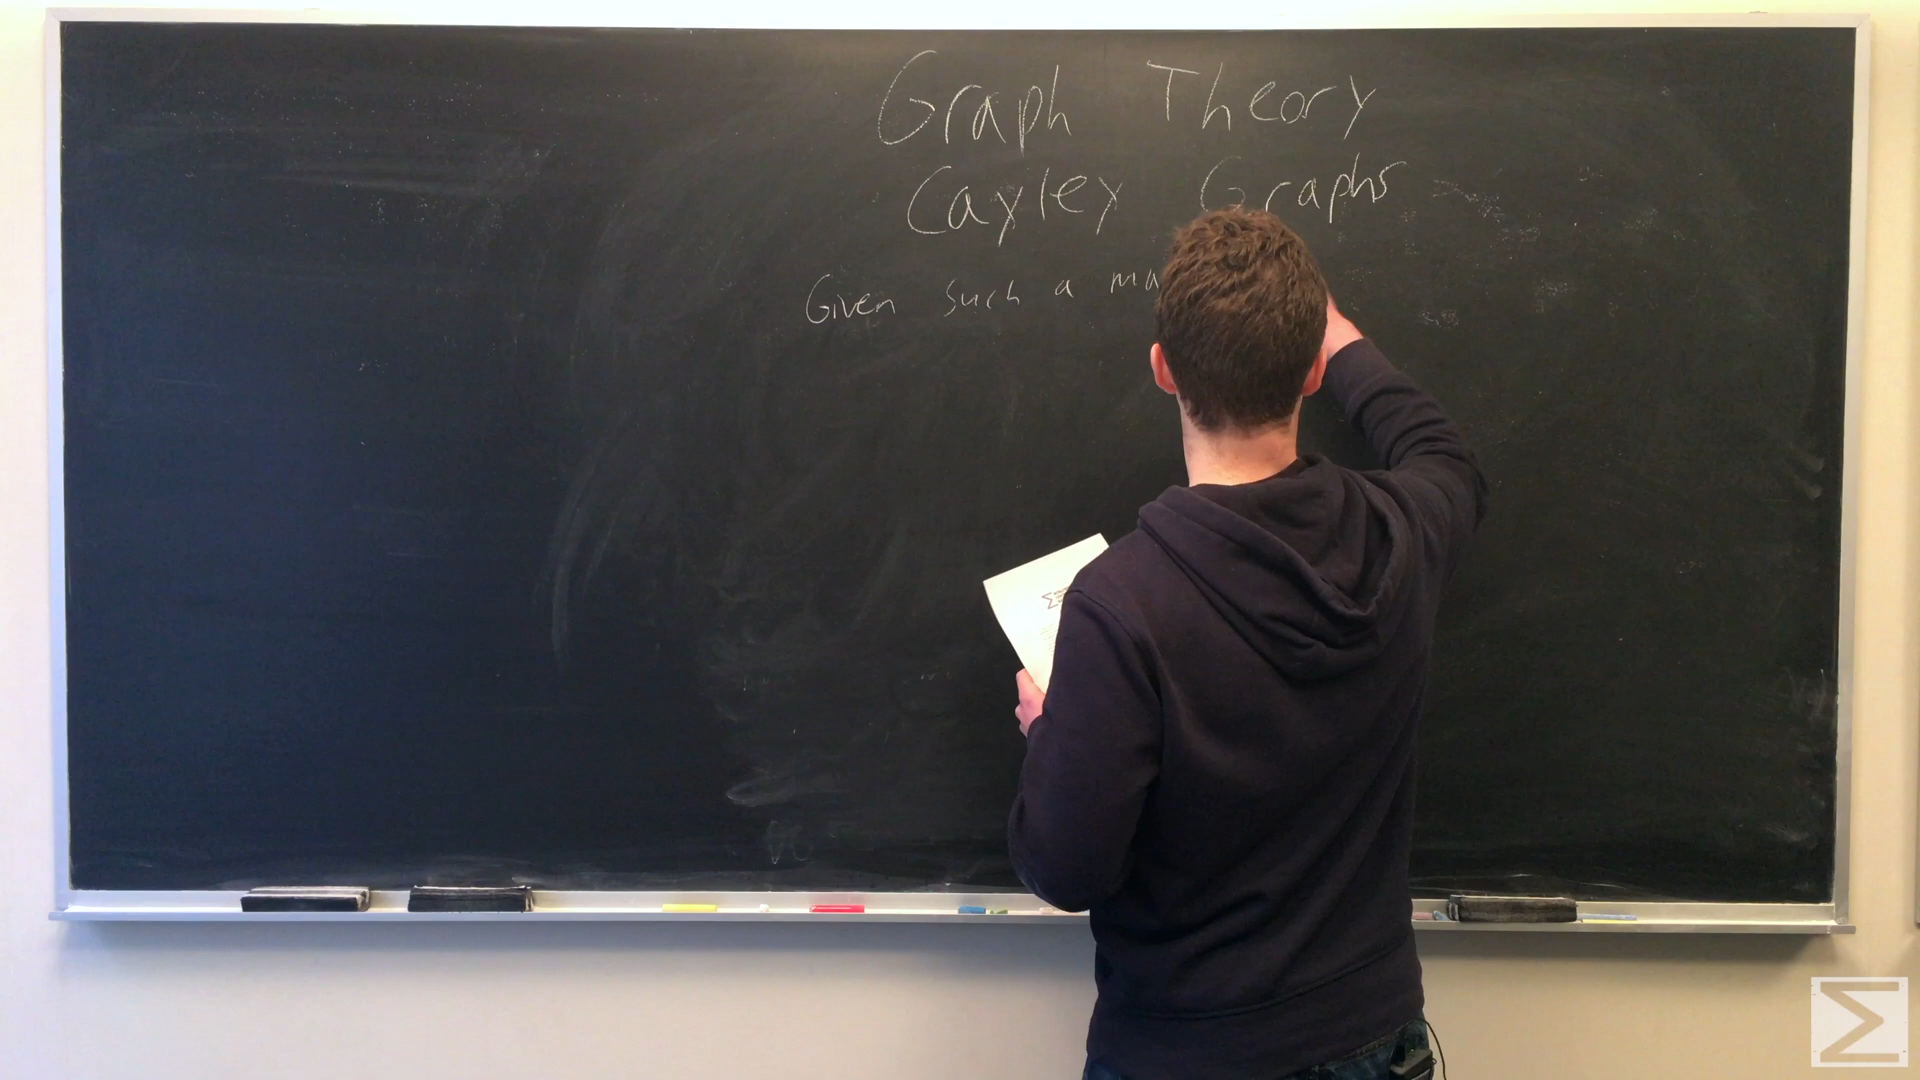 Graph Theory
Cayley Graphs
Given such a
Σ
Σ